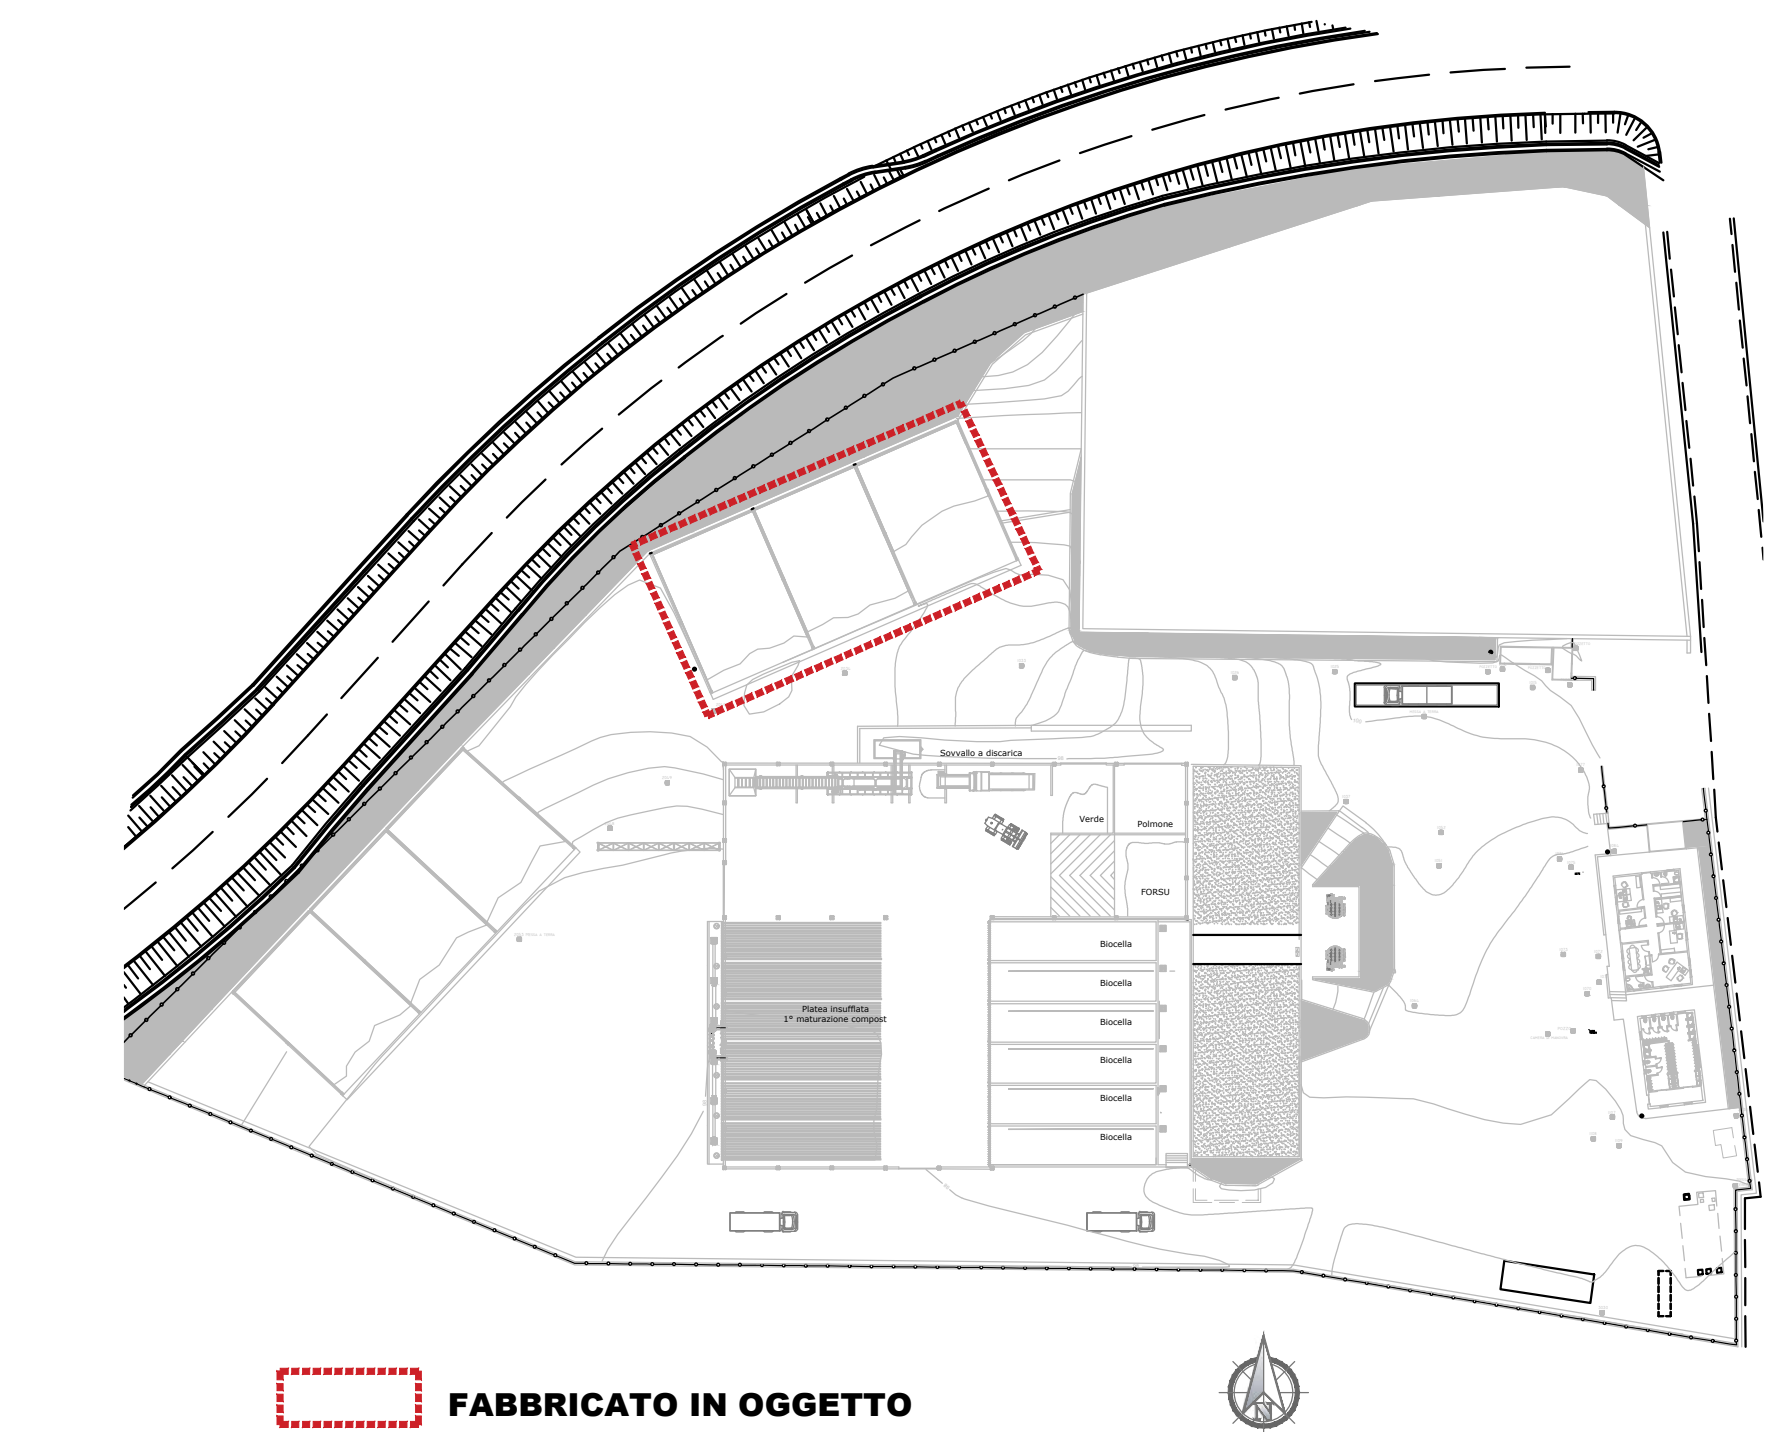 Sovvallo a discarica
Verde
Polmone
FORSU
Biocella
Biocella
Platea insufflata
1° maturazione compost
Biocella
Biocella
Biocella
Biocella
FABBRICATO IN OGGETTO
N